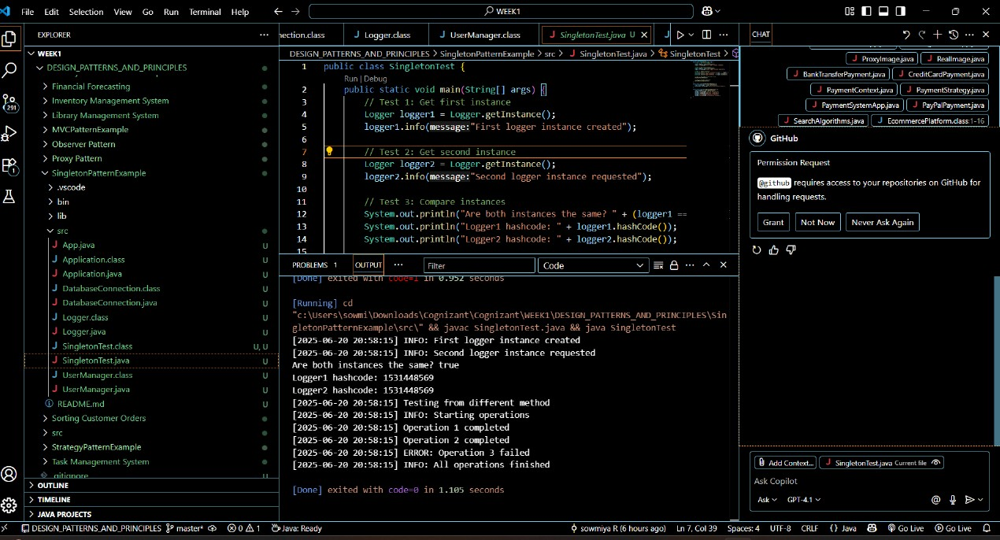 File Edit Selection View Go Run Terminal Help
WEEK1
EXPLORER
WEEK1
DESIGN_PATTERNS_AND_PRINCIPLES
Financial Forecasting
Inventory Management System
Library Management System
MVCPatternExample
Observer Pattern
Proxy Pattern
SingletonPatternExample
.vscode
bin
lib
src
App.java U
Application.class U
Application.java U
DatabaseConnection.class U
DatabaseConnection.java U
Logger.class U
Logger.java U
SingletonTest.class U, U
SingletonTest.java U
UserManager.class U
UserManager.java U
README.md U
Sorting Customer Orders
src
StrategyPatternExample
Task Management System
.gitignore U
OUTLINE
TIMELINE
JAVA PROJECTS
291
1
nection.class Logger.class UserManager.class SingletonTest.java U
DESIGN_PATTERNS_AND_PRINCIPLES > SingletonPatternExample > src > SingletonTest.java > SingletonTest >
1 public class SingletonTest {
Run | Debug
2 public static void main(String[] args) {
3 // Test 1: Get first instance
4 Logger logger1 = Logger.getInstance();
5 logger1.info(message:"First logger instance created");
6
7 // Test 2: Get second instance
8 Logger logger2 = Logger.getInstance();
9 logger2.info(message:"Second logger instance requested");
10
11 // Test 3: Compare instances
12 System.out.println("Are both instances the same? " + (logger1 ==
13 System.out.println("Logger1 hashcode: " + logger1.hashCode());
14 System.out.println("Logger2 hashcode: " + logger2.hashCode());
15
PROBLEMS 1 OUTPUT Filter Code
[Done] exited with code=1 in 0.952 seconds
[Running] cd
"c:\Users\sowmi\Downloads\Cognizant\Cognizant\WEEK1\DESIGN_PATTERNS_AND_PRINCIPLES\Sin
gletonPatternExample\src\" && javac SingletonTest.java && java SingletonTest
[2025-06-20 20:58:15] INFO: First logger instance created
[2025-06-20 20:58:15] INFO: Second logger instance requested
Are both instances the same? true
Logger1 hashcode: 1531448569
Logger2 hashcode: 1531448569
[2025-06-20 20:58:15] Testing from different method
[2025-06-20 20:58:15] INFO: Starting operations
[2025-06-20 20:58:15] Operation 1 completed
[2025-06-20 20:58:15] Operation 2 completed
[2025-06-20 20:58:15] ERROR: Operation 3 failed
[2025-06-20 20:58:15] INFO: All operations finished
[Done] exited with code=0 in 1.105 seconds
CHAT
ProxyImage.java RealImage.java
BankTransferPayment.java CreditCardPayment.java
PaymentContext.java PaymentStrategy.java
PaymentSystemApp.java PayPalPayment.java
SearchAlgorithms.java EcommercePlatform.class:1-16
GitHub
Permission Request
@github requires access to your repositories on GitHub for
handling requests.
Grant Not Now Never Ask Again
Add Context... SingletonTest.java Current file
Ask Copilot
Ask GPT-4.1
DESIGN_PATTERNS_AND_PRINCIPLES master* 0 1 Java: Ready sowmiya R (6 hours ago) Ln 7, Col 39 Spaces: 4 UTF-8 CRLF {} Java Go Live Go Live